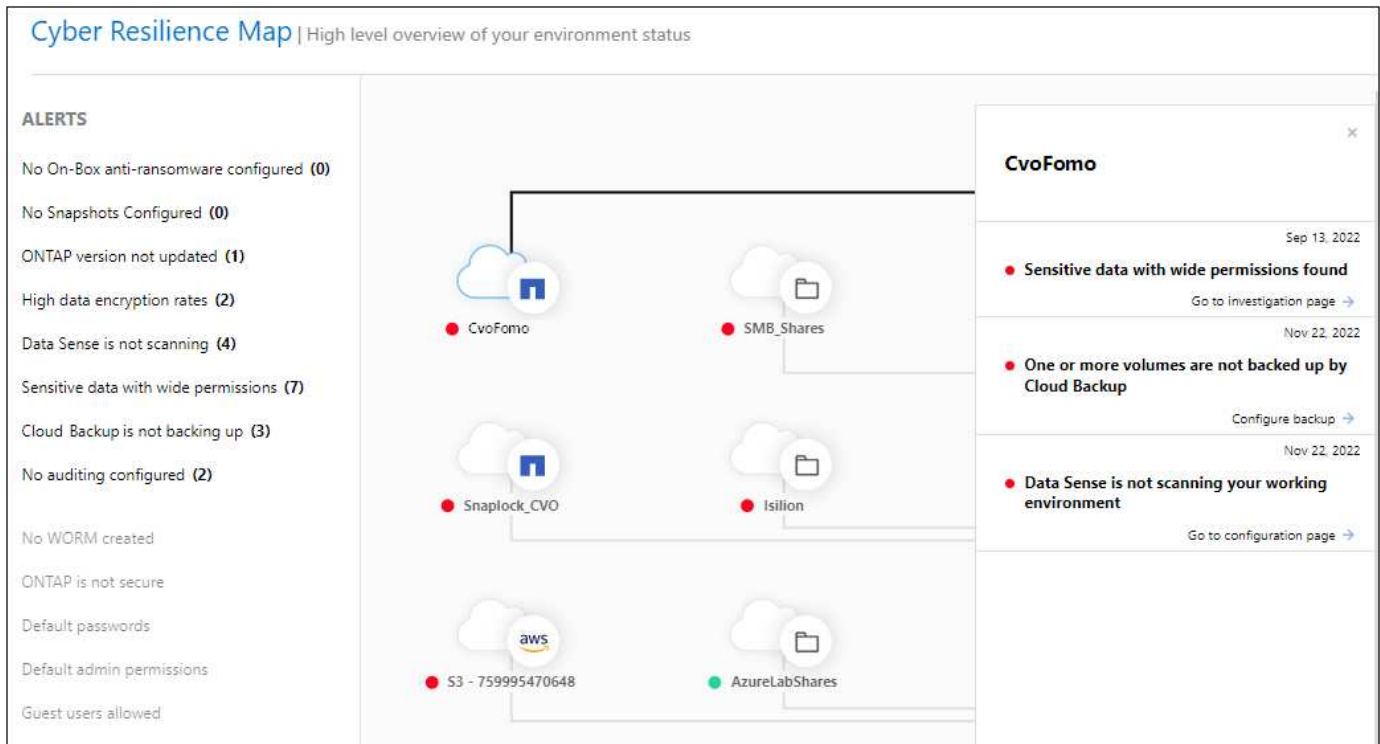 Cyber Resilience Map | High level overview of your environment status
ALERTS
No On-Box anti-ransomware configured (0)
No Snapshots Configured (0)
ONTAP version not updated (1)
High data encryption rates (2)
Data Sense is not scanning (4)
Sensitive data with wide permissions (7)
Cloud Backup is not backing up (3)
No auditing configured (2)
No WORM created
ONTAP is not secure
Default passwords
Default admin permissions
Guest users allowed
CvoFomo
SMB_Shares
Snaplock_CVO
Isilion
aws
S3 - 759995470648
AzureLabShares
×
CvoFomo
Sep 13, 2022
Sensitive data with wide permissions found
Go to investigation page →
Nov 22, 2022
One or more volumes are not backed up by
Cloud Backup
Configure backup →
Nov 22, 2022
Data Sense is not scanning your working
environment
Go to configuration page →